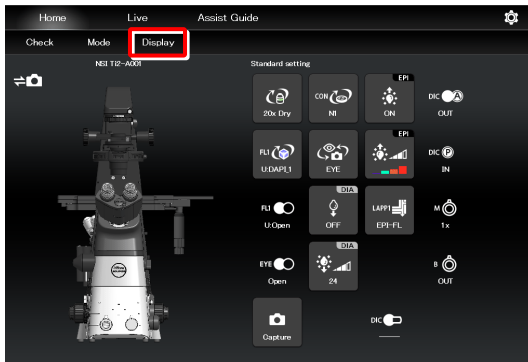 Home Live Assist Guide
Check Mode Display
NSI Ti2-A001 Standard setting
20x Dry
CON N1
EPI ON
DIC A OUT
FL1 U:DAPI_1
EYE
EPI
DIC P IN
FL1 U:Open
DIA OFF
LAPP1 EPI-FL
M 1x
EYE Open
DIA 24
B OUT
Capture
DIC